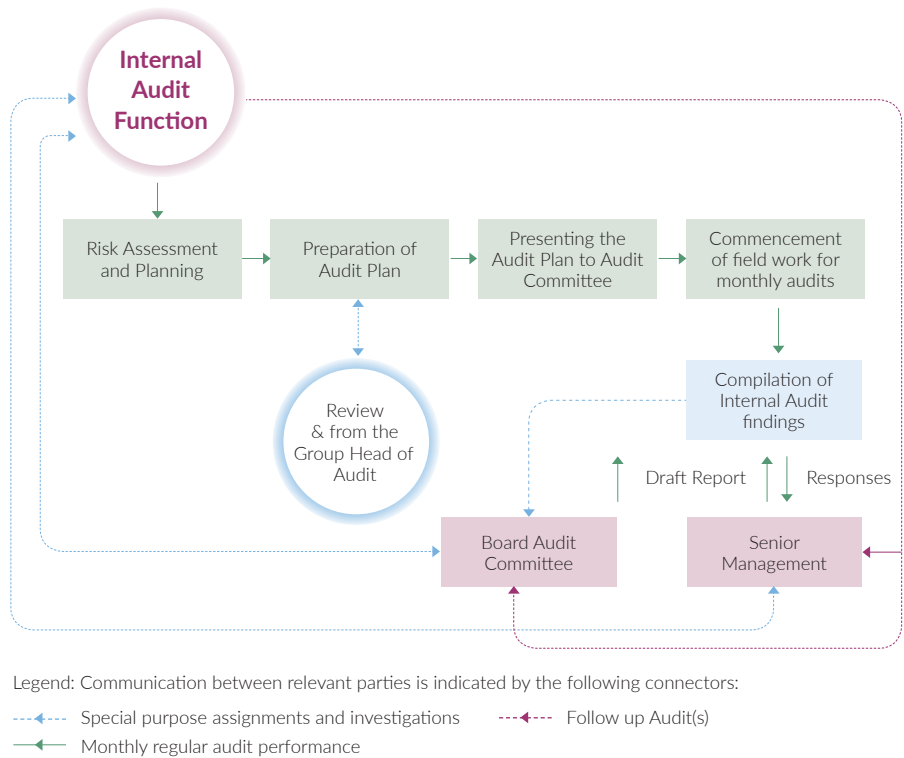 Internal
Audit
Function
Risk Assessment
and Planning
Preparation of
Audit Plan
Presenting the
Audit Plan to Audit
Committee
Commencement
of field work for
monthly audits
Review
& from the
Group Head of
Audit
Compilation of
Internal Audit
findings
Draft Report
Responses
Board Audit
Committee
Senior
Management
Legend: Communication between relevant parties is indicated by the following connectors:
Special purpose assignments and investigations
Follow up Audit(s)
Monthly regular audit performance